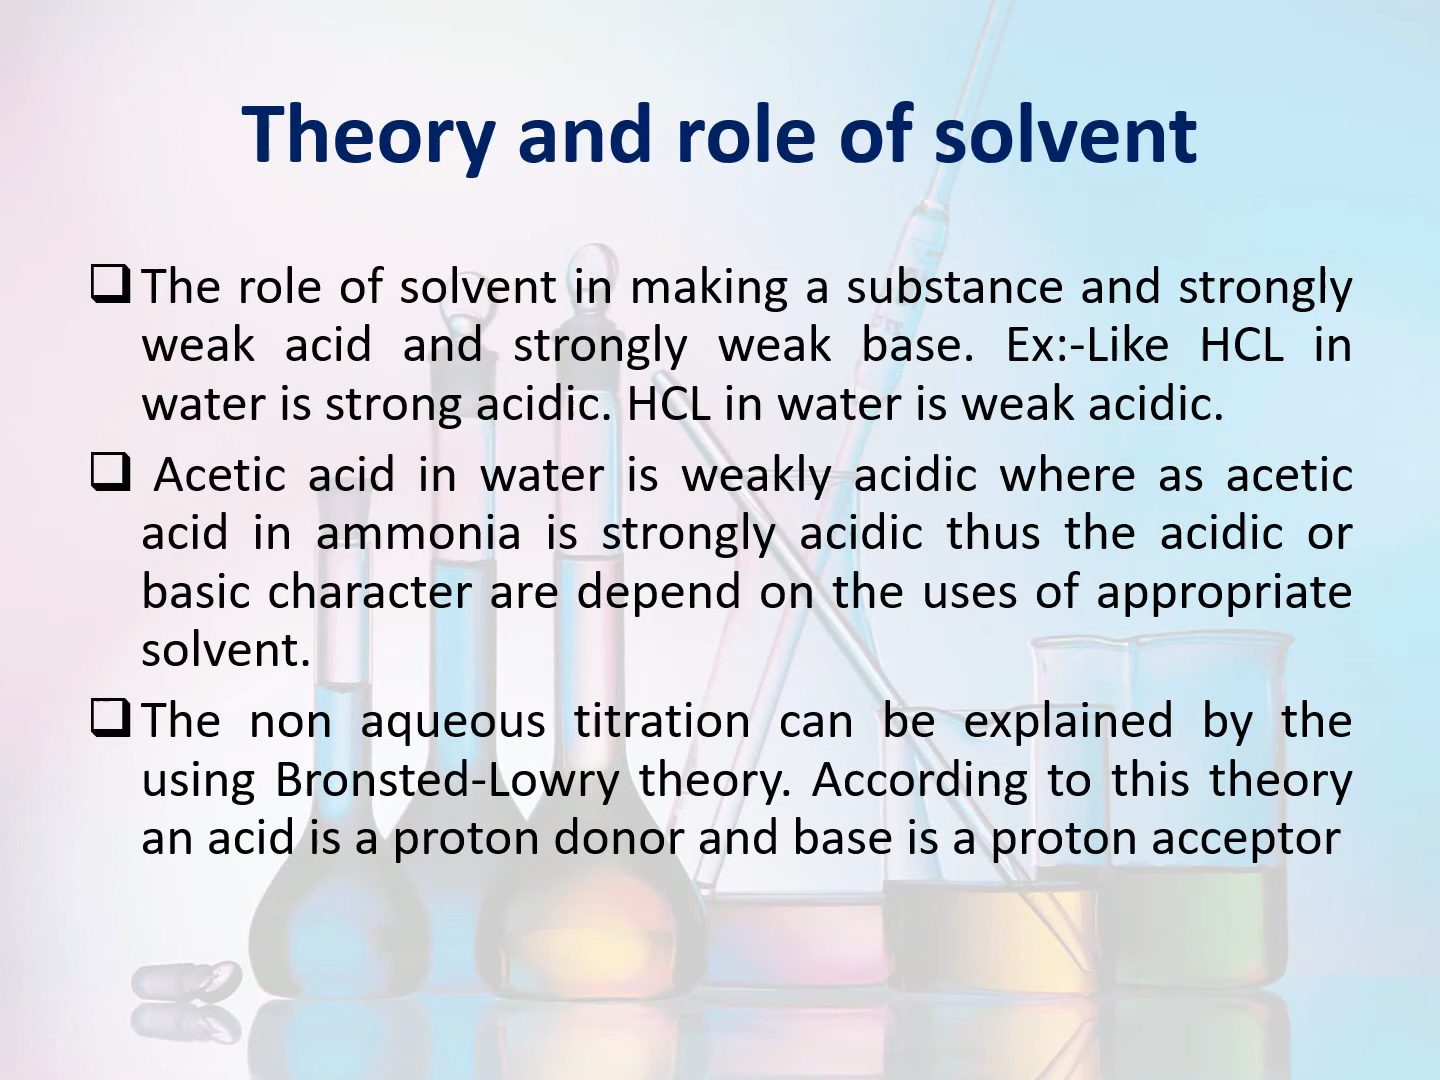 Theory and role of solvent
❑ The role of solvent in making a substance and strongly
weak acid and strongly weak base. Ex:-Like HCL in
water is strong acidic. HCL in water is weak acidic.
❑ Acetic acid in water is weakly acidic where as acetic
acid in ammonia is strongly acidic thus the acidic or
basic character are depend on the uses of appropriate
solvent.
❑ The non aqueous titration can be explained by the
using Bronsted-Lowry theory. According to this theory
an acid is a proton donor and base is a proton acceptor